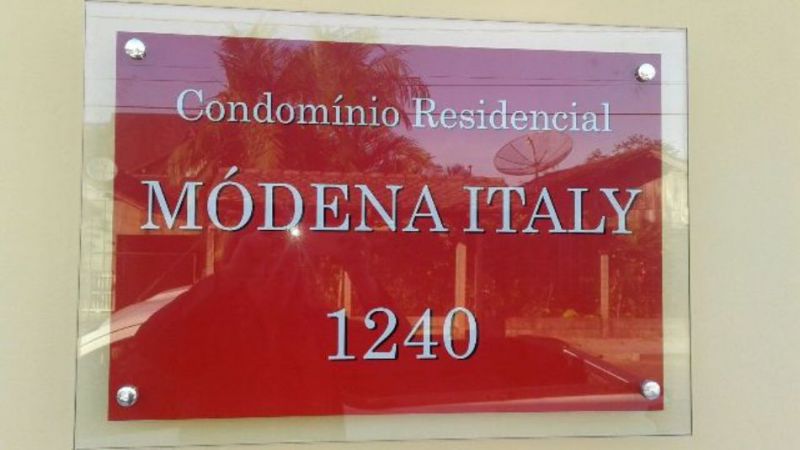 Condomínio Residencial
MÓDENA ITALY
1240